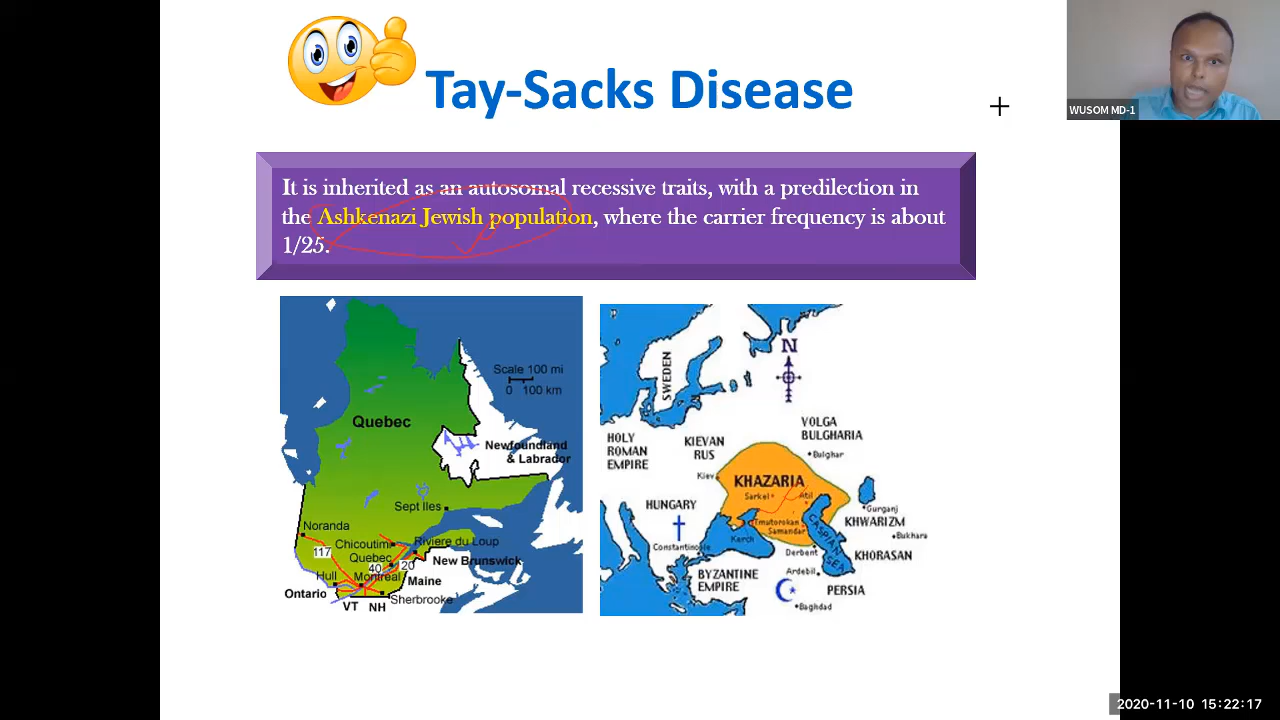 Tay-Sacks Disease
WUSOM MD-1
It is inherited as an autosomal recessive traits, with a predilection in
the Ashkenazi Jewish population, where the carrier frequency is about
1/25.
Scale 100 mi
0 100 km
Quebec
Newfoundland
& Labrador
Sept Iles
Noranda
117
Chicoutimi
Riviere du Loup
Quebec
20
40
New Brunswick
Hull
Montreal
Maine
Ontario
VT NH
Sherbrooke
SWEDEN
N
HOLY
ROMAN
EMPIRE
KIEVAN
RUS
VOLGA
BULGHARIA
Bulghar
Kiev
KHAZARIA
Sarkel
Atil
HUNGARY
Tmatorokan
Samandar
Kerch
CASPIAN
SEA
Gurganj
KHWARIZM
Bukhara
Constantinople
Derbent
KHORASAN
BYZANTINE
EMPIRE
Ardebil
PERSIA
Baghdad
2020-11-10 15:22:17